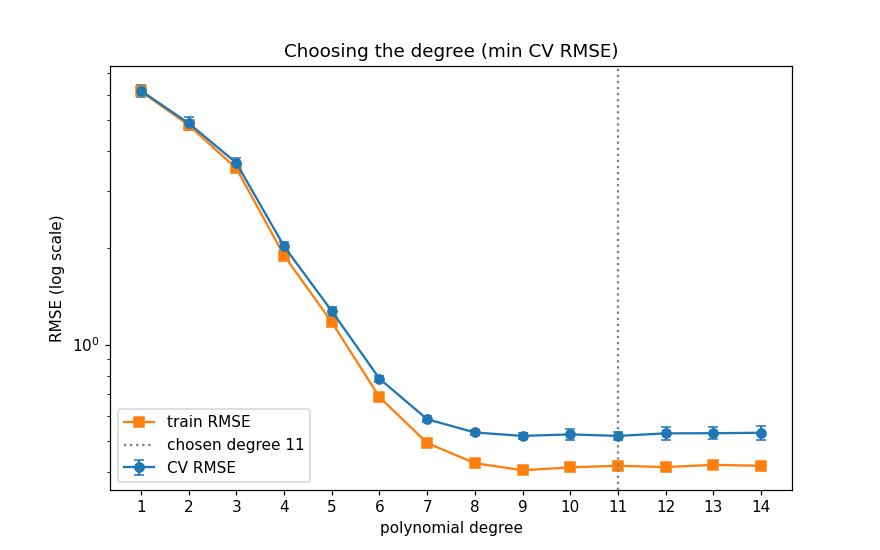 Choosing the degree (min CV RMSE)
RMSE (log scale)
10⁰
train RMSE
chosen degree 11
CV RMSE
1 2 3 4 5 6 7 8 9 10 11 12 13 14
polynomial degree